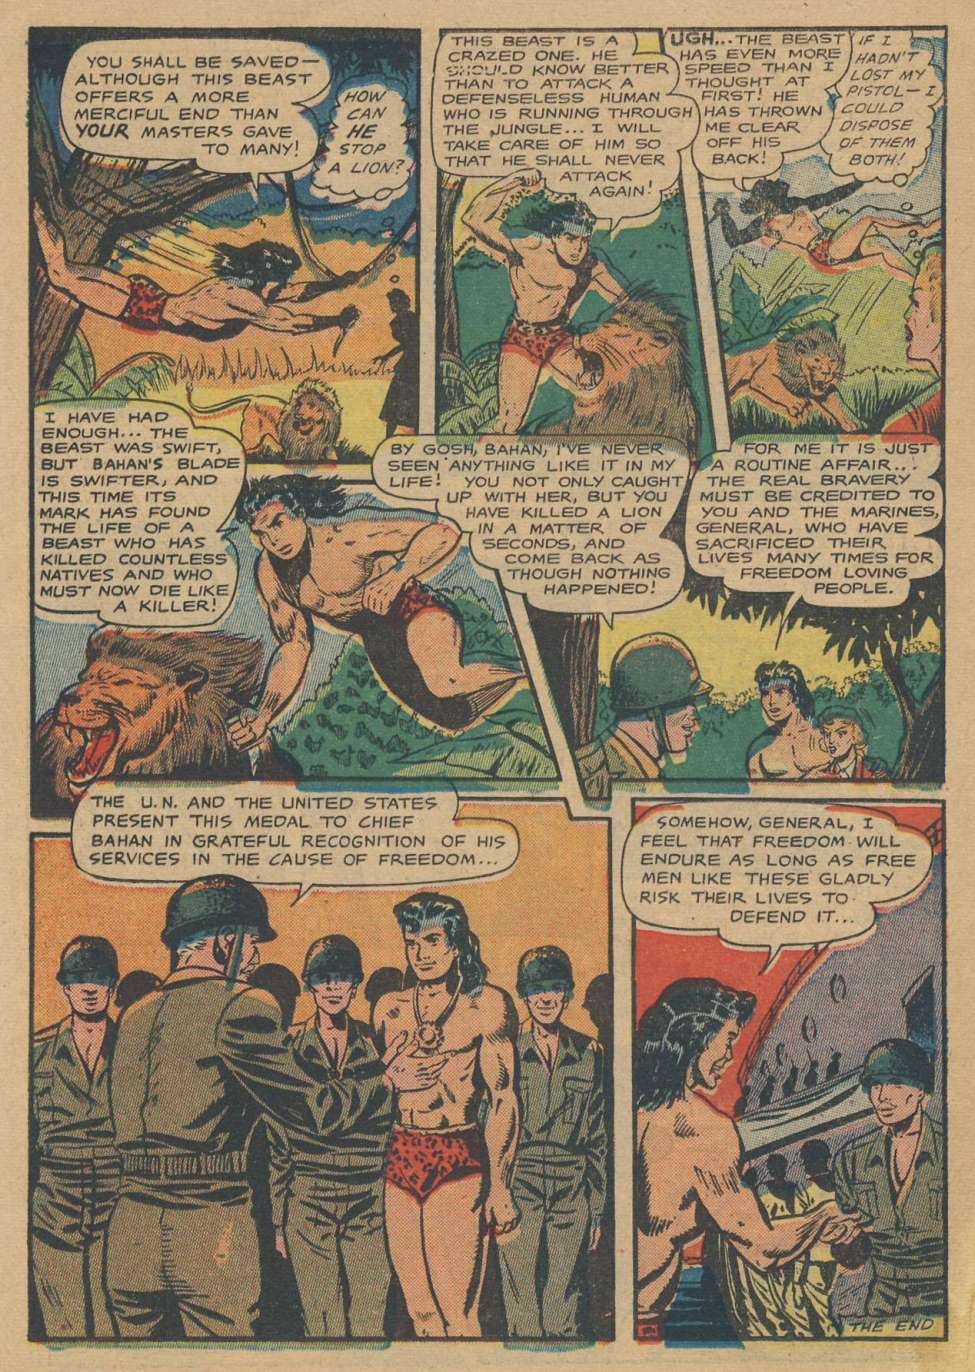 YOU SHALL BE SAVED—
ALTHOUGH THIS BEAST
OFFERS A MORE
MERCIFUL END THAN
YOUR MASTERS GAVE
TO MANY!
HOW
CAN
HE
STOP
A LION?
THIS BEAST IS A
CRAZED ONE. HE
SHOULD KNOW BETTER
THAN TO ATTACK A
DEFENSELESS HUMAN
WHO IS RUNNING THROUGH
THE JUNGLE... I WILL
TAKE CARE OF HIM SO
THAT HE SHALL NEVER
ATTACK
AGAIN!
UGH... THE BEAST
HAS EVEN MORE
SPEED THAN I
THOUGHT AT
FIRST! HE
HAS THROWN
ME CLEAR
OFF HIS
BACK!
IF I
HADN'T
LOST MY
PISTOL—I
COULD
DISPOSE
OF THEM
BOTH!
I HAVE HAD
ENOUGH... THE
BEAST WAS SWIFT,
BUT BAHAN'S BLADE
IS SWIFTER, AND
THIS TIME ITS
MARK HAS FOUND
THE LIFE OF A
BEAST WHO HAS
KILLED COUNTLESS
NATIVES AND WHO
MUST NOW DIE LIKE
A KILLER!
BY GOSH, BAHAN, I'VE NEVER
SEEN ANYTHING LIKE IT IN MY
LIFE! YOU NOT ONLY CAUGHT
UP WITH HER, BUT YOU
HAVE KILLED A LION
IN A MATTER OF
SECONDS, AND
COME BACK AS
THOUGH NOTHING
HAPPENED!
FOR ME IT IS JUST
A ROUTINE AFFAIR...
THE REAL BRAVERY
MUST BE CREDITED TO
YOU AND THE MARINES,
GENERAL, WHO HAVE
SACRIFICED THEIR
LIVES MANY TIMES FOR
FREEDOM LOVING
PEOPLE.
THE U.N. AND THE UNITED STATES
PRESENT THIS MEDAL TO CHIEF
BAHAN IN GRATEFUL RECOGNITION OF HIS
SERVICES IN THE CAUSE OF FREEDOM...
SOMEHOW, GENERAL, I
FEEL THAT FREEDOM WILL
ENDURE AS LONG AS FREE
MEN LIKE THESE GLADLY
RISK THEIR LIVES TO
DEFEND IT...
THE END